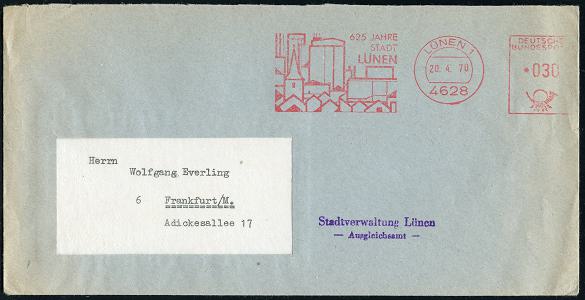 625 JAHRE
STADT
LÜNEN
LÜNEN 1
20. 4. 70
4628
DEUTSCHE
BUNDESPOST
030
Herrn
Wolfgang Everling
6 Frankfurt/M.
Adickesallee 17
Stadtverwaltung Lünen
— Ausgleichsamt —